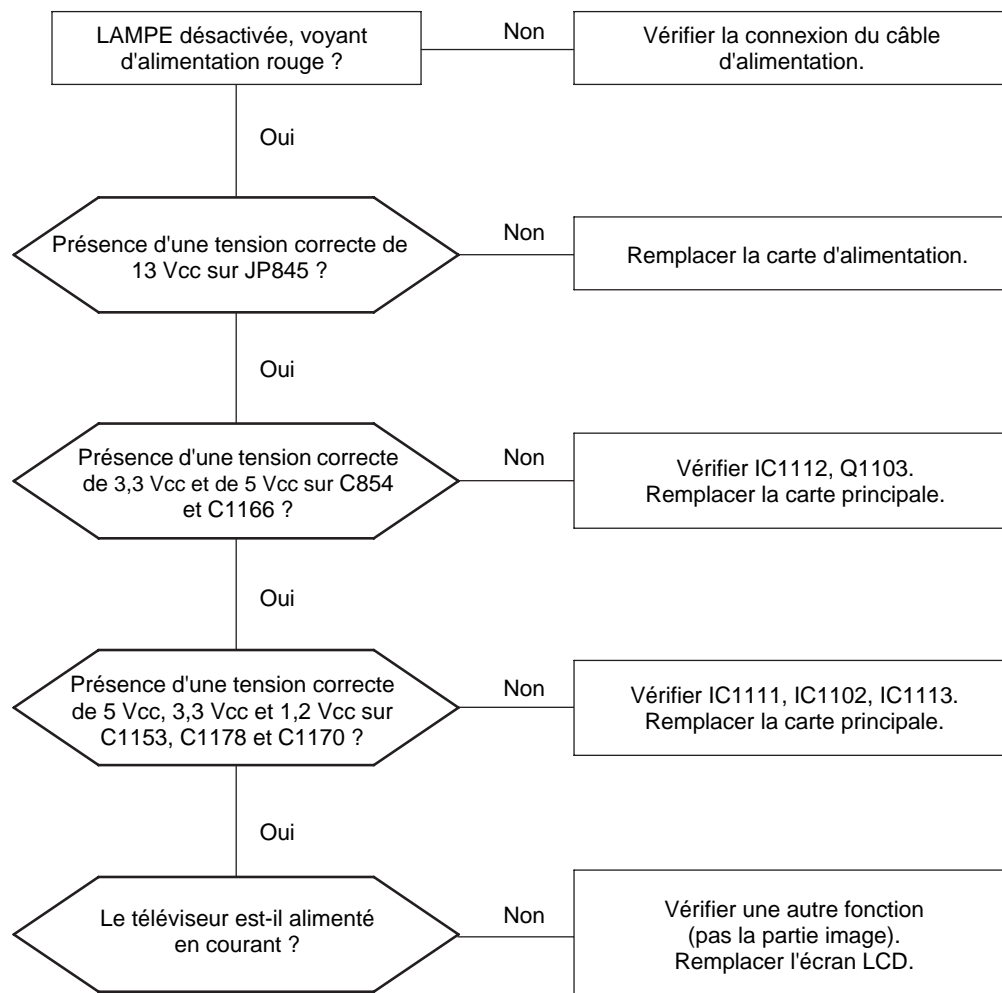 LAMPE désactivée, voyant
d'alimentation rouge ?
Non
Vérifier la connexion du câble
d'alimentation.
Oui
Présence d'une tension correcte de
13 Vcc sur JP845 ?
Non
Remplacer la carte d'alimentation.
Oui
Présence d'une tension correcte
de 3,3 Vcc et de 5 Vcc sur C854
et C1166 ?
Non
Vérifier IC1112, Q1103.
Remplacer la carte principale.
Oui
Présence d'une tension correcte
de 5 Vcc, 3,3 Vcc et 1,2 Vcc sur
C1153, C1178 et C1170 ?
Non
Vérifier IC1111, IC1102, IC1113.
Remplacer la carte principale.
Oui
Le téléviseur est-il alimenté
en courant ?
Non
Vérifier une autre fonction
(pas la partie image).
Remplacer l'écran LCD.